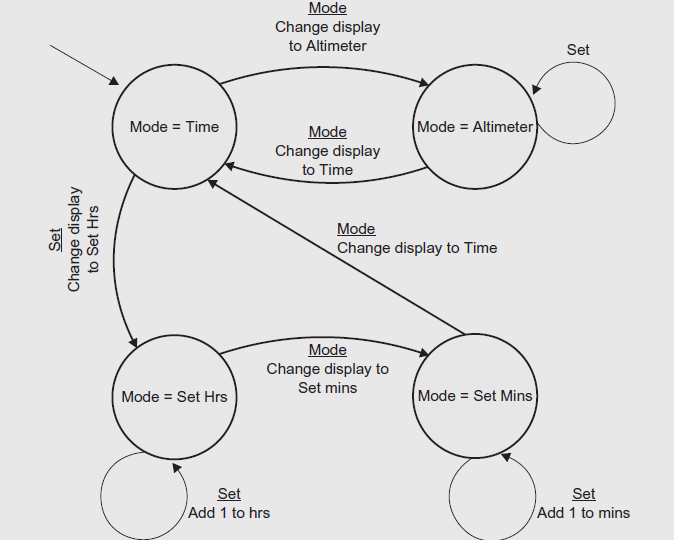 Mode
Change display
to Altimeter
Set
Mode = Time
Mode = Altimeter
Mode
Change display
to Time
Set
Change display
to Set Hrs
Mode
Change display to Time
Mode
Change display to
Set mins
Mode = Set Hrs
Mode = Set Mins
Set
Add 1 to hrs
Set
Add 1 to mins